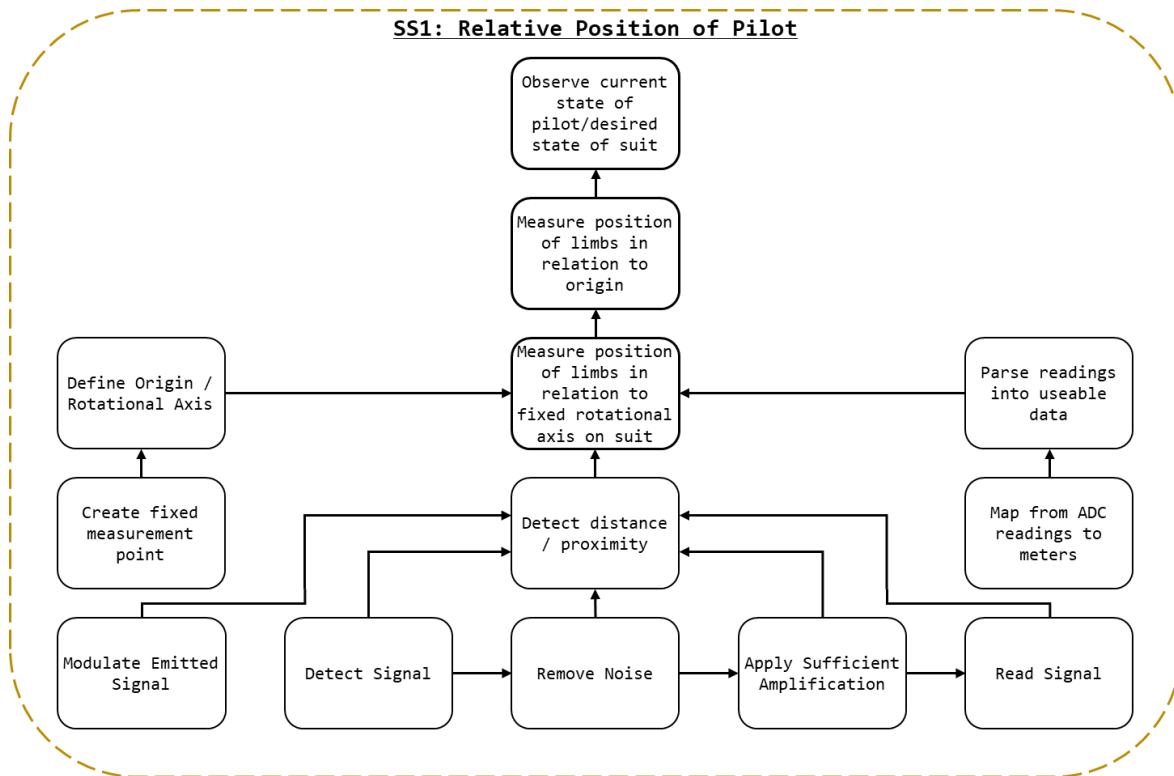 SS1: Relative Position of Pilot
Observe current
state of
pilot/desired
state of suit
Measure position
of limbs in
relation to
origin
Define Origin /
Rotational Axis
Measure position
of limbs in
relation to
fixed rotational
axis on suit
Parse readings
into useable
data
Create fixed
measurement
point
Detect distance
/ proximity
Map from ADC
readings to
meters
Modulate Emitted
Signal
Detect Signal
Remove Noise
Apply Sufficient
Amplification
Read Signal